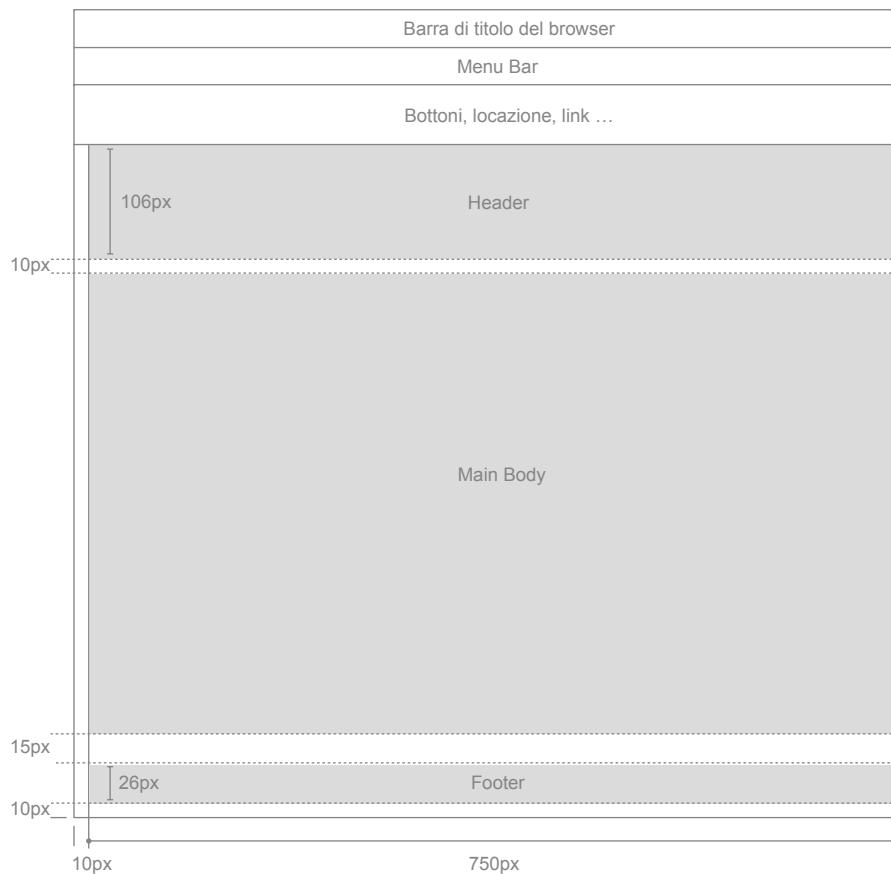 Barra di titolo del browser
Menu Bar
Bottoni, locazione, link …
106px
Header
10px
Main Body
15px
26px
Footer
10px
10px
750px